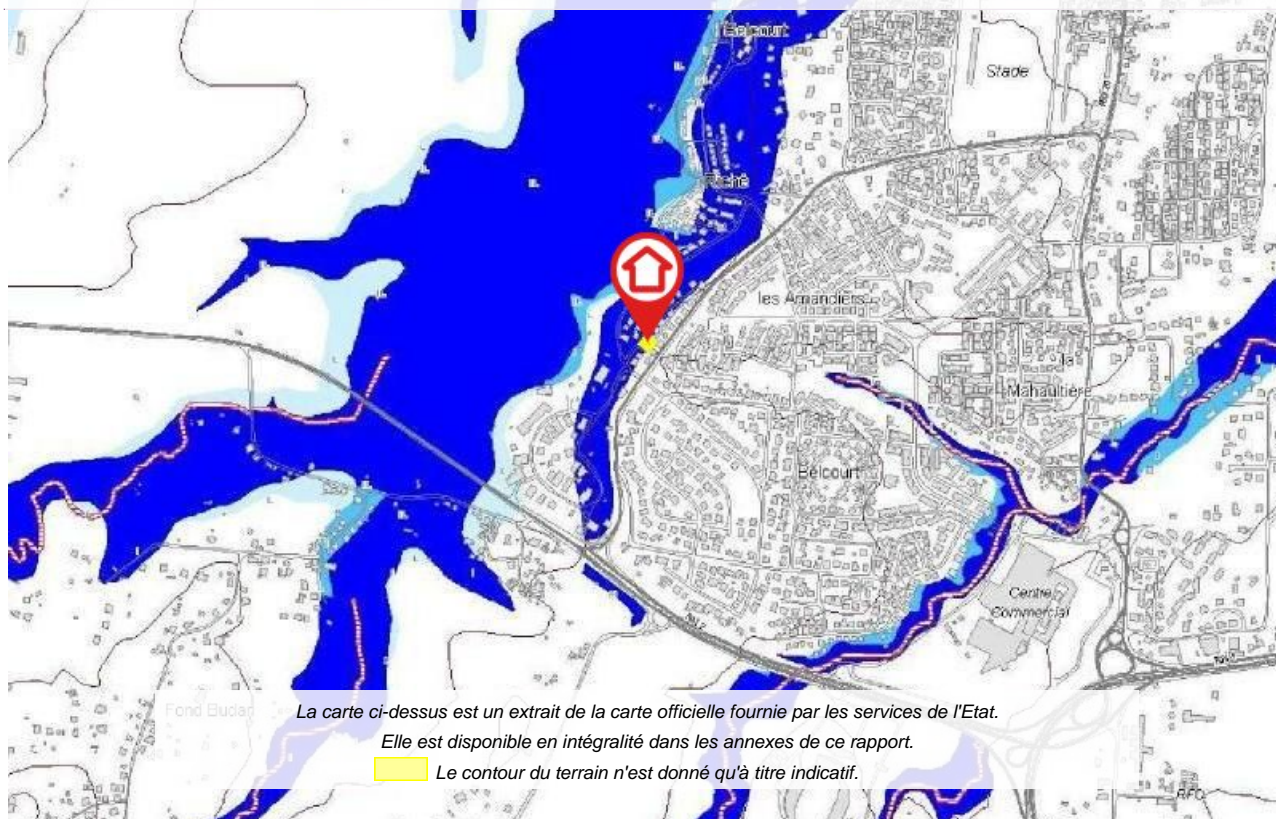 Belcourt
Stade
les Amandiers
la
Mahaultière
Belcourt
Centre
Commercial
Fond Budan
La carte ci-dessus est un extrait de la carte officielle fournie par les services de l'Etat.
Elle est disponible en intégralité dans les annexes de ce rapport.
Le contour du terrain n'est donné qu'à titre indicatif.
RFO